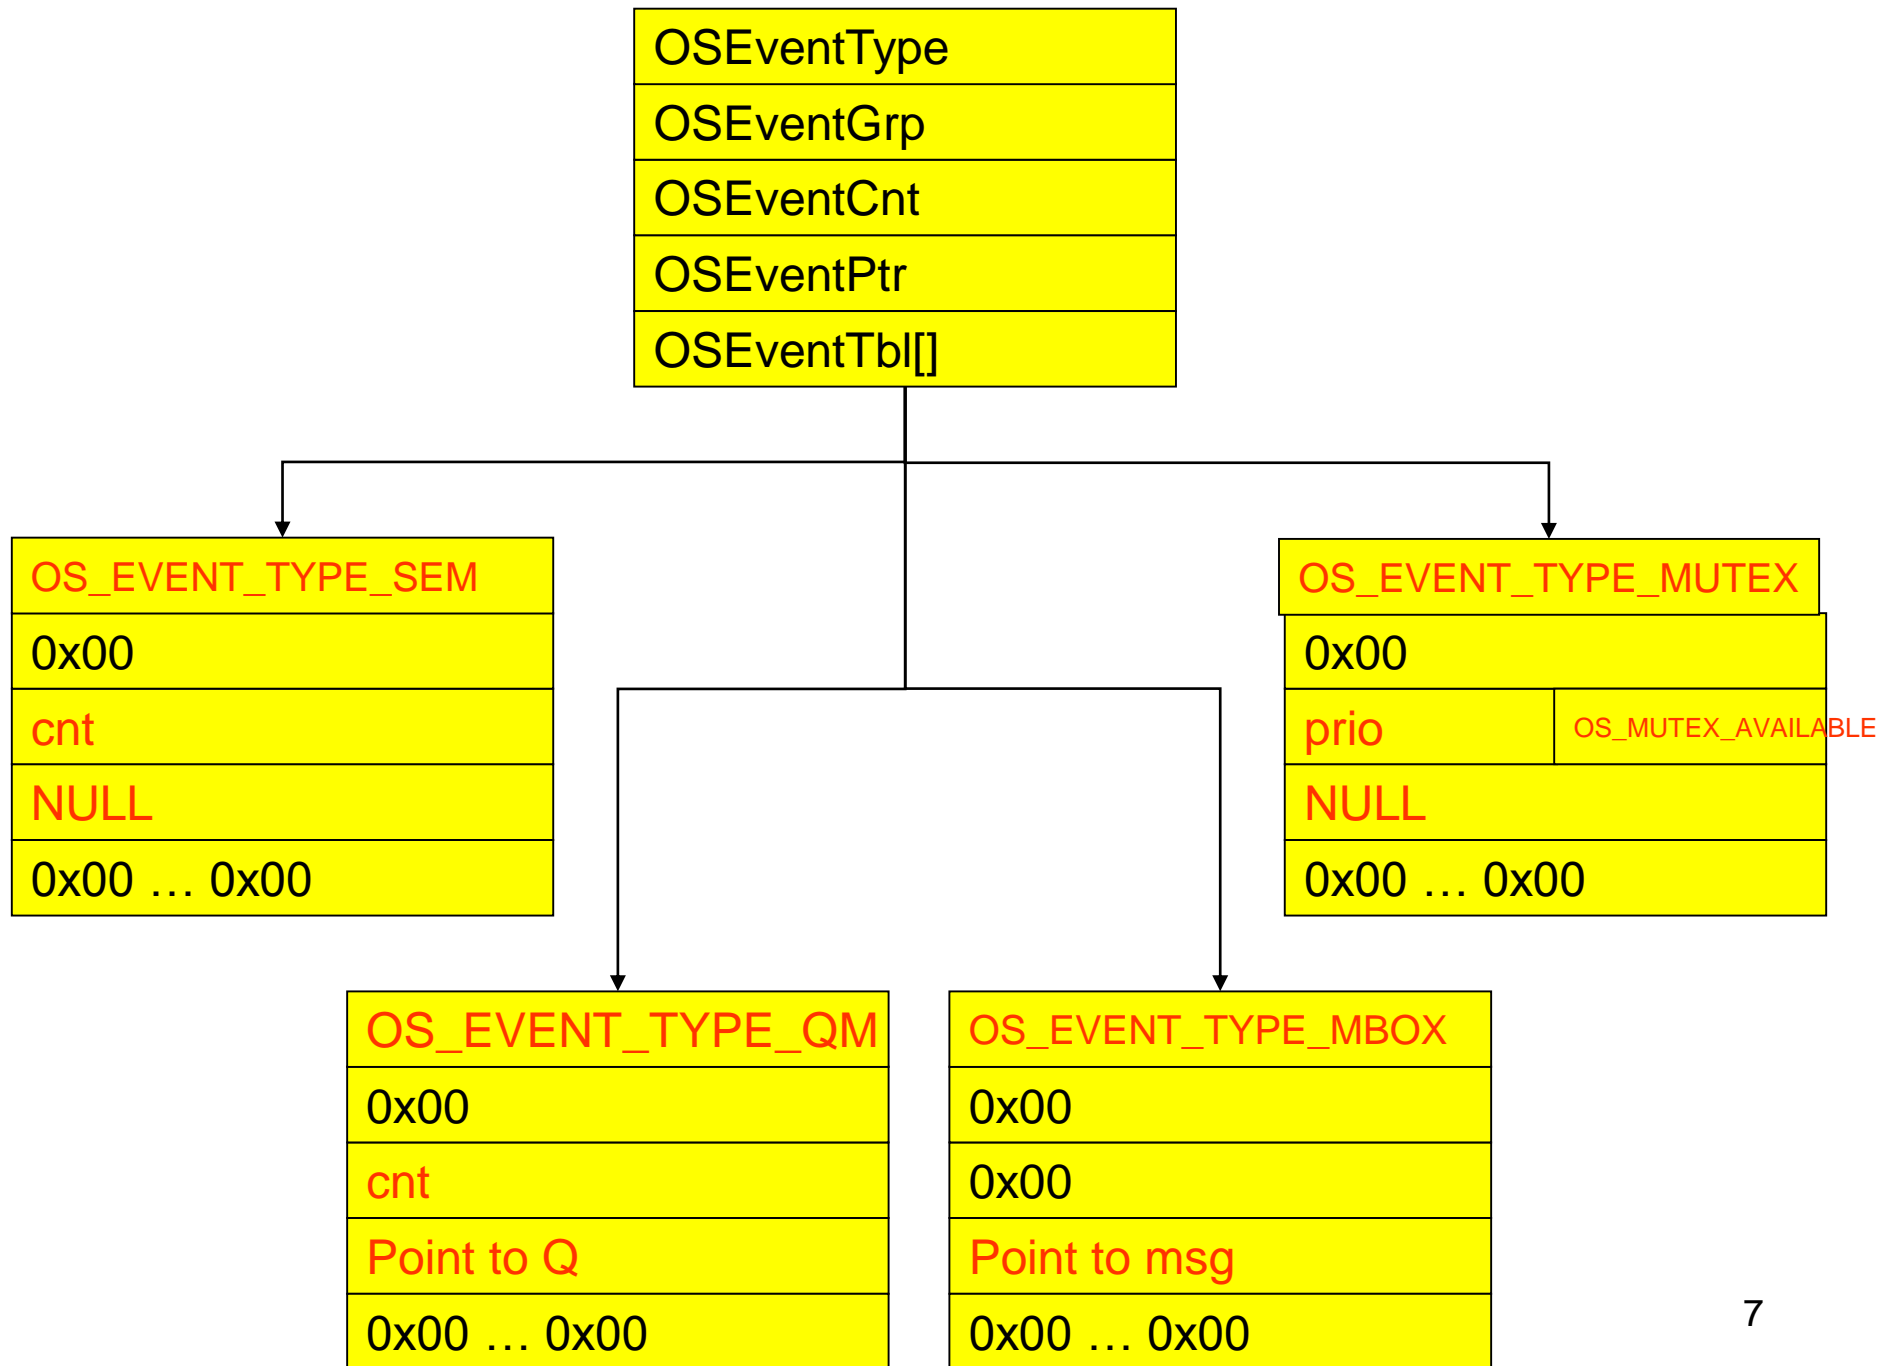 OSEventType
OSEventGrp
OSEventCnt
OSEventPtr
OSEventTbl[]
OS_EVENT_TYPE_SEM
0x00
cnt
NULL
0x00 … 0x00
OS_EVENT_TYPE_MUTEX
0x00
prio OS_MUTEX_AVAILABLE
NULL
0x00 … 0x00
OS_EVENT_TYPE_QM
0x00
cnt
Point to Q
0x00 … 0x00
OS_EVENT_TYPE_MBOX
0x00
0x00
Point to msg
0x00 … 0x00
7